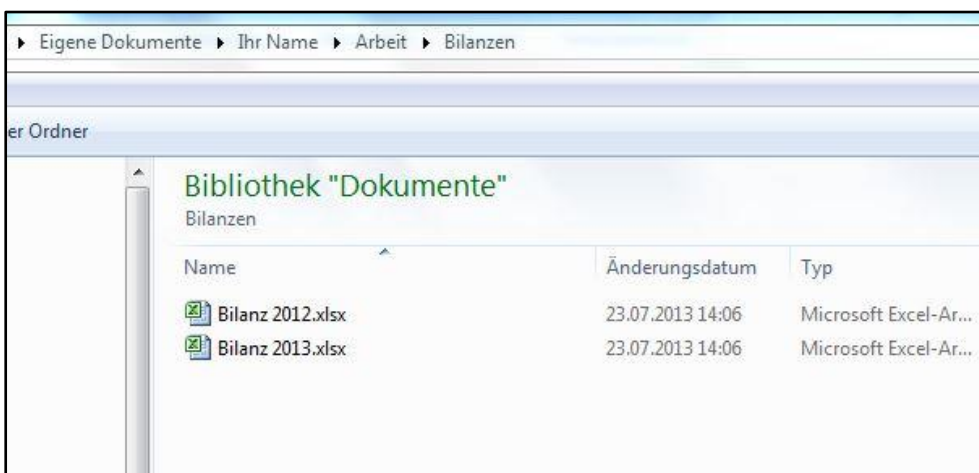 Eigene Dokumente Ihr Name Arbeit Bilanzen
er Ordner
Bibliothek "Dokumente"
Bilanzen
Name Änderungsdatum Typ
Bilanz 2012.xlsx 23.07.2013 14:06 Microsoft Excel-Ar...
Bilanz 2013.xlsx 23.07.2013 14:06 Microsoft Excel-Ar...